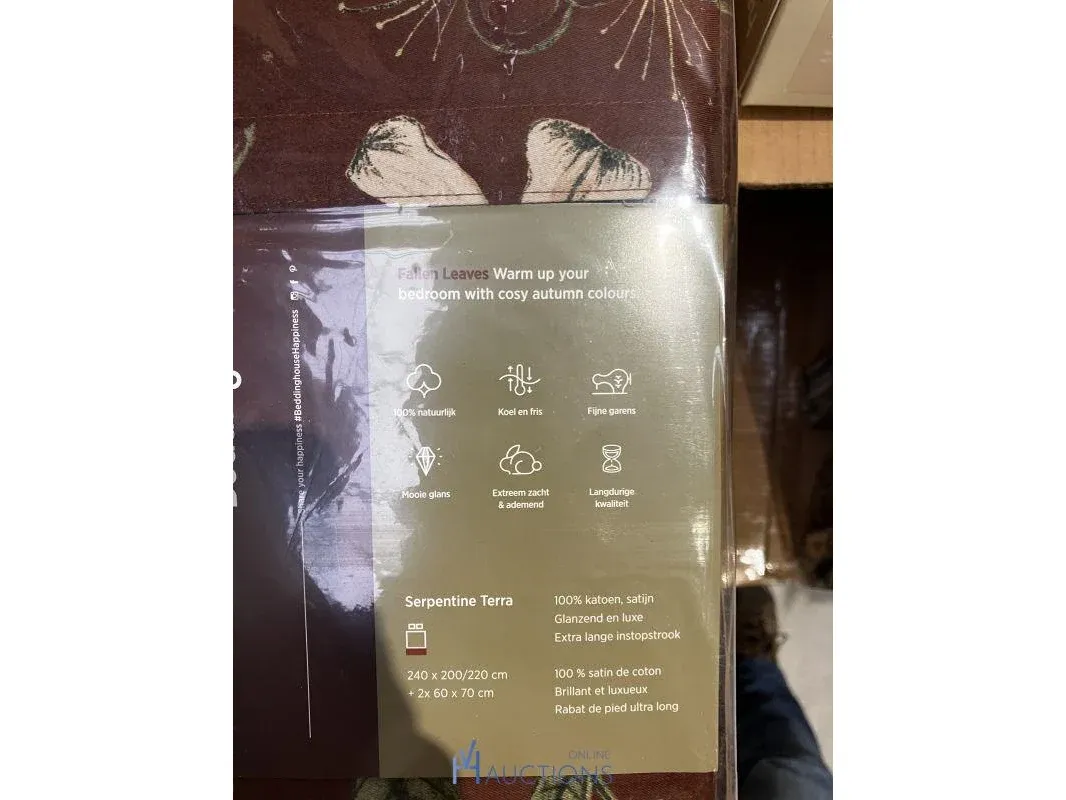 Fallen Leaves Warm up your
bedroom with cosy autumn colours.
100% natuurlijk
Koel en fris
Fijne garens
Mooie glans
Extreem zacht
& ademend
Langdurige
kwaliteit
Serpentine Terra
240 x 200/220 cm
+ 2x 60 x 70 cm
100% katoen, satijn
Glanzend en luxe
Extra lange instopstrook
100 % satin de coton
Brillant et luxueux
Rabat de pied ultra long
Share your happiness #BeddinghouseHappiness
ONLINE
AUCTIONS